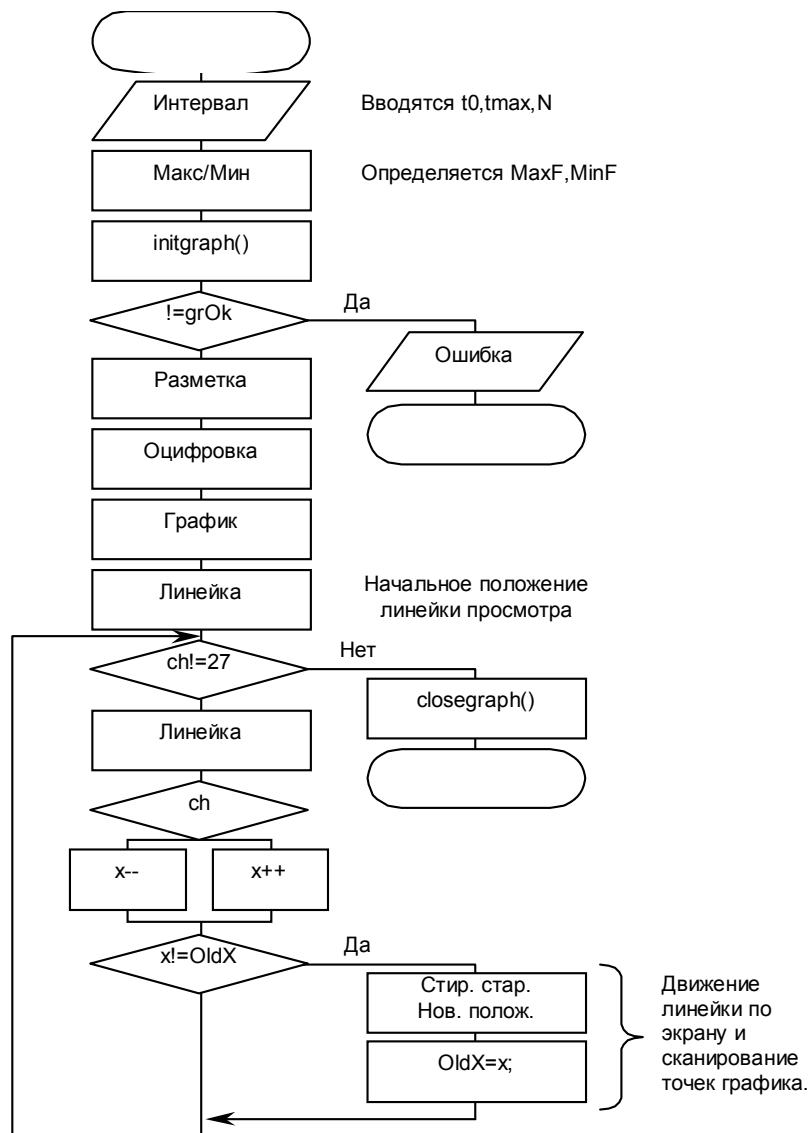 Интервал
Вводятся t0,tmax,N
Макс/Мин
Определяется MaxF,MinF
initgraph()
!=grOk
Да
Ошибка
Разметка
Оцифровка
График
Линейка
Начальное положение
линейки просмотра
ch!=27
Нет
closegraph()
Линейка
ch
x--
x++
x!=OldX
Да
Стир. стар.
Нов. полож.
OldX=x;
Движение
линейки по
экрану и
сканирование
точек графика.